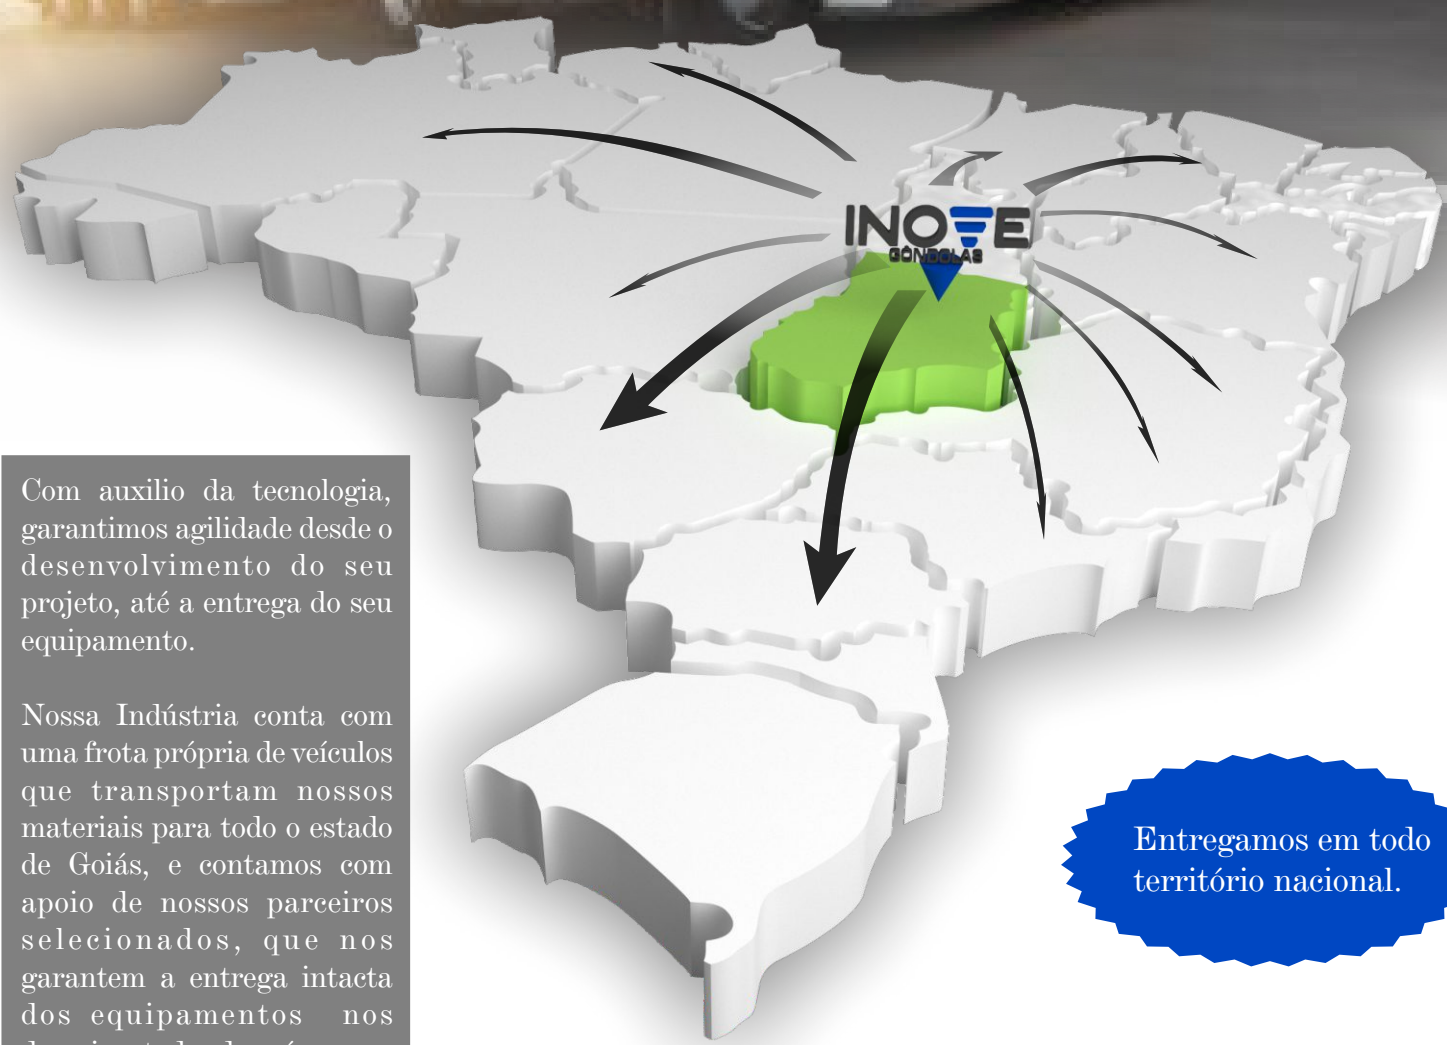 INOVE
GÔNDOLAS
Com auxilio da tecnologia,
garantimos agilidade desde o
desenvolvimento do seu
projeto, até a entrega do seu
equipamento.
Nossa Indústria conta com
uma frota própria de veículos
que transportam nossos
materiais para todo o estado
de Goiás, e contamos com
apoio de nossos parceiros
selecionados, que nos
garantem a entrega intacta
dos equipamentos nos
Entregamos em todo
território nacional.